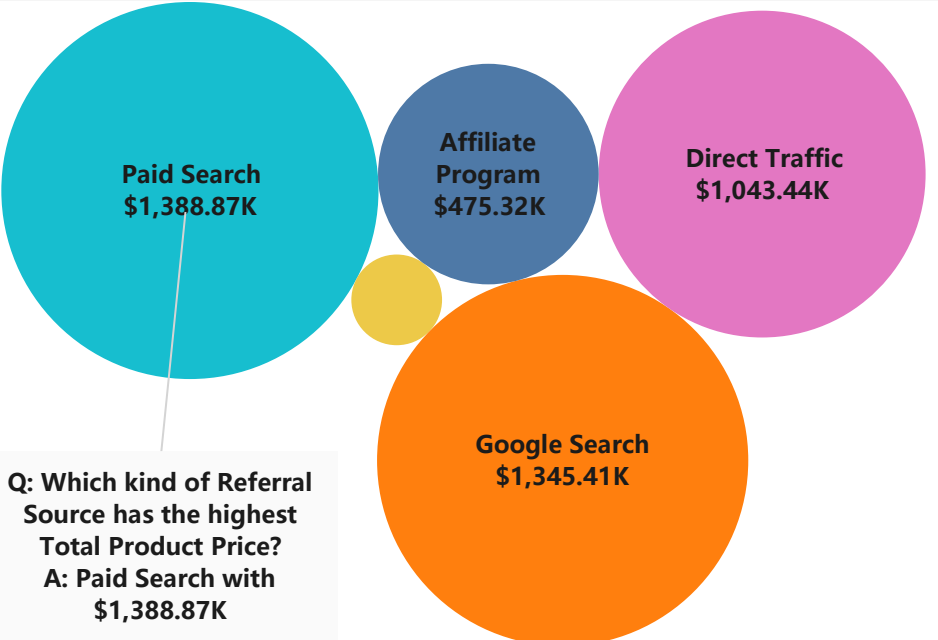 Paid Search
$1,388.87K
Affiliate
Program
$475.32K
Direct Traffic
$1,043.44K
Google Search
$1,345.41K
Q: Which kind of Referral
Source has the highest
Total Product Price?
A: Paid Search with
$1,388.87K